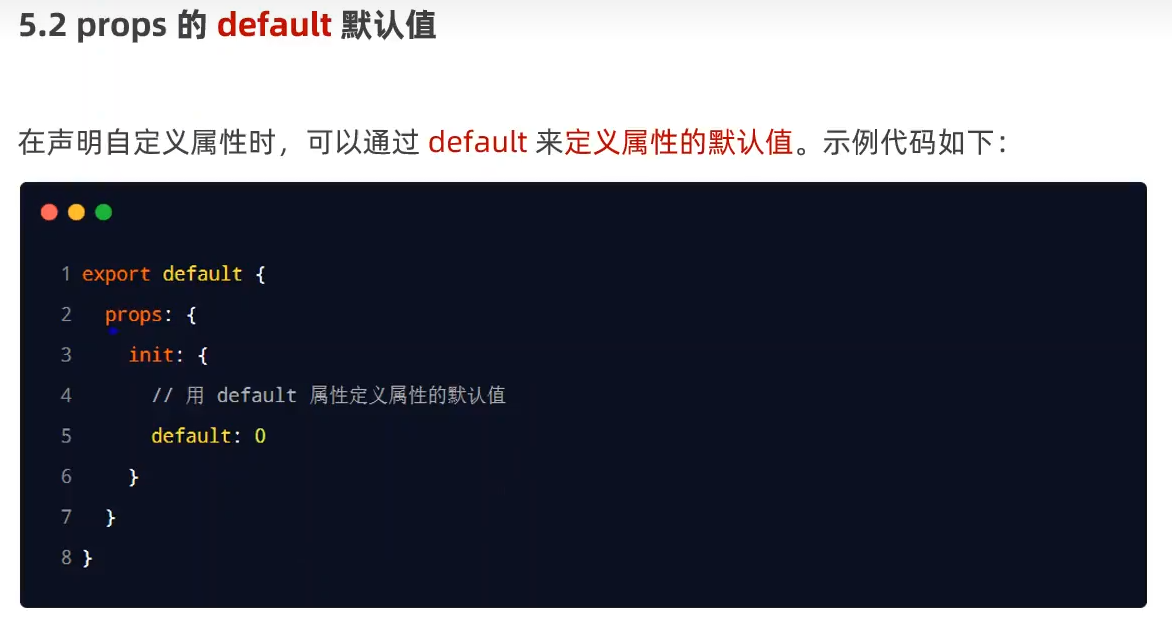 5.2 props 的 default 默认值
在声明自定义属性时，可以通过 default 来定义属性的默认值。示例代码如下：
1 export default {
2   props: {
3     init: {
4       // 用 default 属性定义属性的默认值
5       default: 0
6     }
7   }
8 }